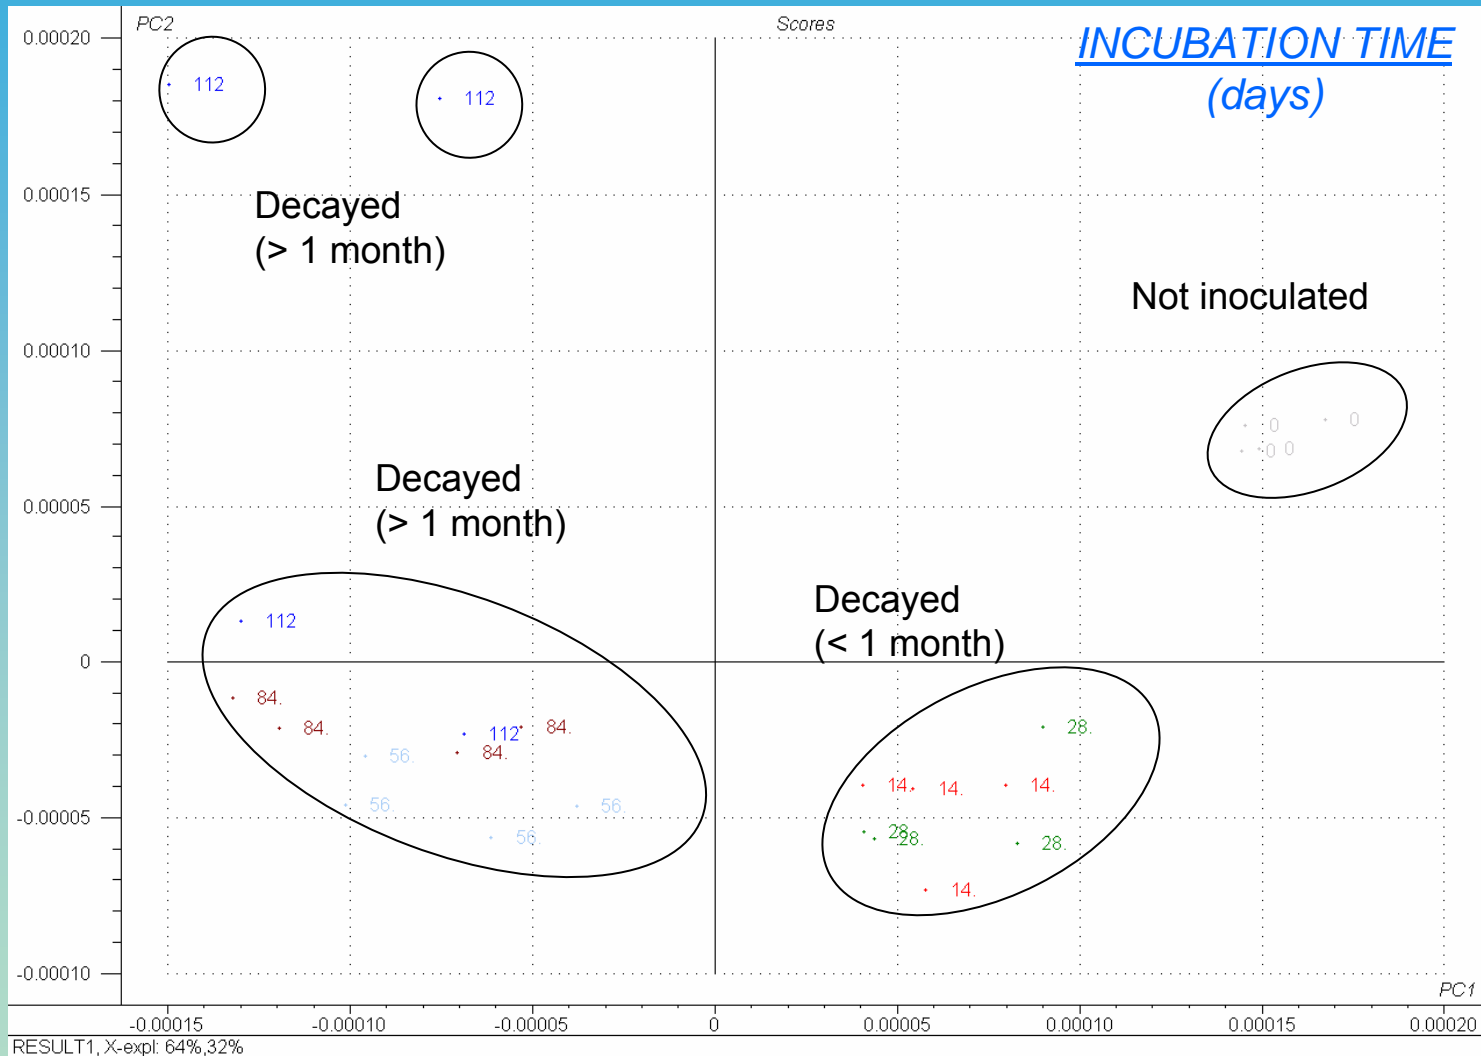 PC2
Scores
INCUBATION TIME
(days)
0.00020
112
112
0.00015
Decayed
(> 1 month)
Not inoculated
0.00010
0 0
0 0
Decayed
(> 1 month)
0.00005
Decayed
(< 1 month)
112
0
84.
84. 112 84. 28.
84.
56.
14. 14. 14.
56. 56.
-0.00005
56. 28. 28. 28.
14.
-0.00010
PC1
-0.00015 -0.00010 -0.00005 0 0.00005 0.00010 0.00015 0.00020
RESULT1, X-expl: 64%,32%